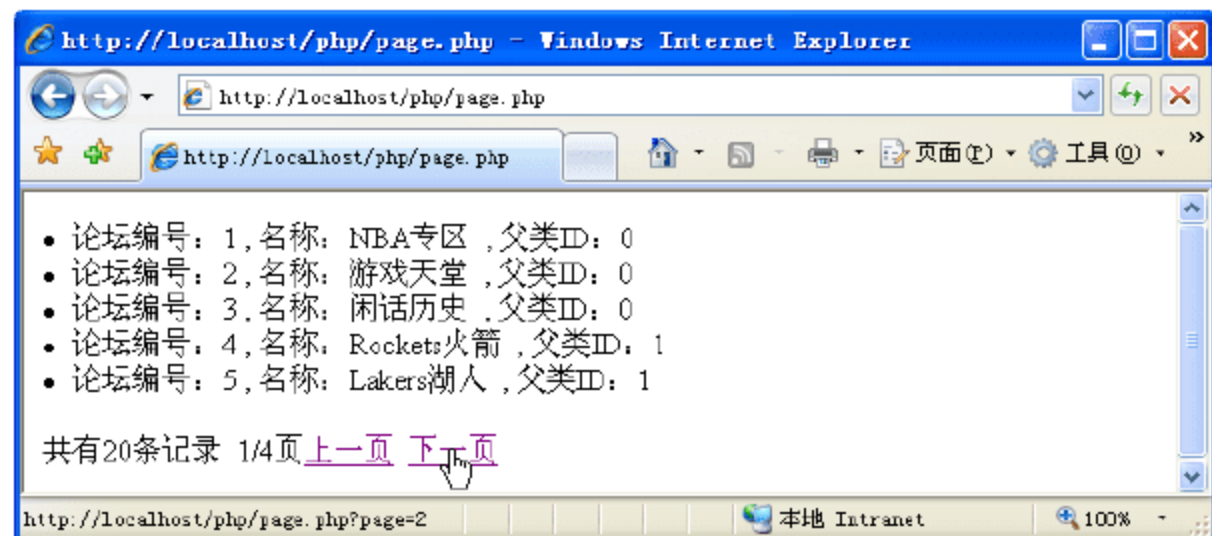 http://localhost/php/page.php - Windows Internet Explorer
http://localhost/php/page.php
http://localhost/php/page.php 页面(P) 工具(O) »
论坛编号：1,名称：NBA专区 ,父类ID：0
论坛编号：2,名称：游戏天堂 ,父类ID：0
论坛编号：3,名称：闲话历史 ,父类ID：0
论坛编号：4,名称：Rockets火箭 ,父类ID：1
论坛编号：5,名称：Lakers湖人 ,父类ID：1
共有20条记录 1/4页上一页 下一页
http://localhost/php/page.php?page=2 本地 Intranet 100%